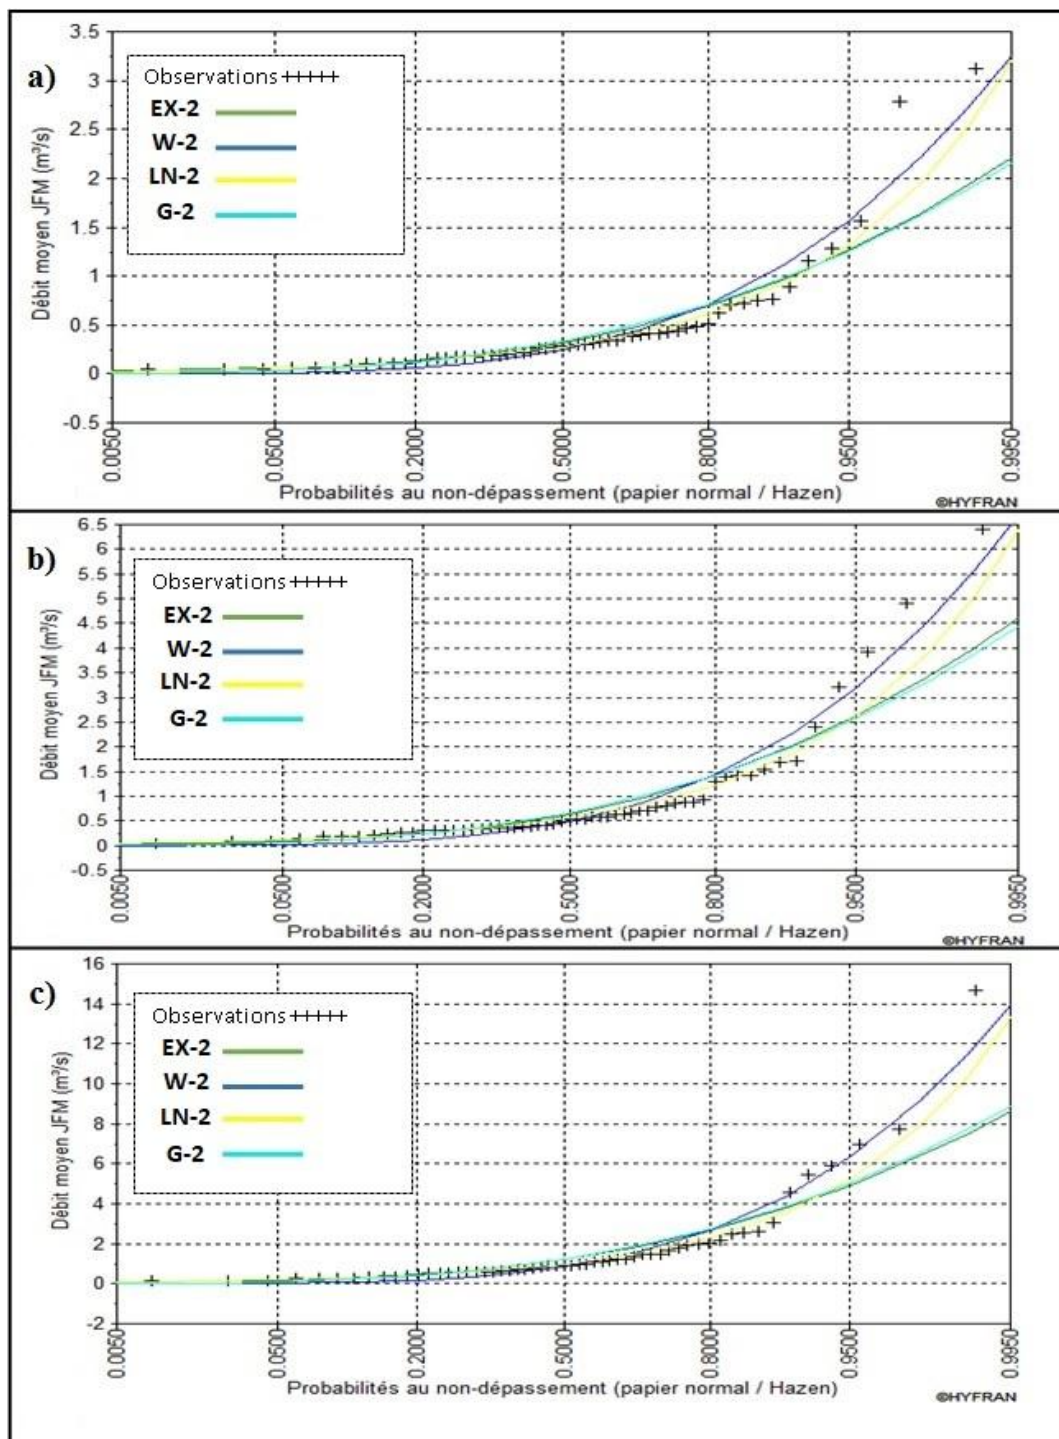 a)
Observations +++++
EX-2
W-2
LN-2
G-2
Débit moyen JFM (m³/s)
3.5
3
2.5
2
1.5
1
0.5
0
-0.5
0.0050
0.0500
0.2000
0.5000
0.8000
0.9500
0.9950
Probabilités au non-dépassement (papier normal / Hazen)
©HYFRAN
b)
Observations +++++
EX-2
W-2
LN-2
G-2
Débit moyen JFM (m³/s)
6.5
6
5.5
5
4.5
4
3.5
3
2.5
2
1.5
1
0.5
0
-0.5
0.0050
0.0500
0.2000
0.5000
0.8000
0.9500
0.9950
Probabilités au non-dépassement (papier normal / Hazen)
©HYFRAN
c)
Observations +++++
EX-2
W-2
LN-2
G-2
Débit moyen JFM (m³/s)
16
14
12
10
8
6
4
2
0
-2
0.0050
0.0500
0.2000
0.5000
0.8000
0.9500
0.9950
Probabilités au non-dépassement (papier normal / Hazen)
©HYFRAN